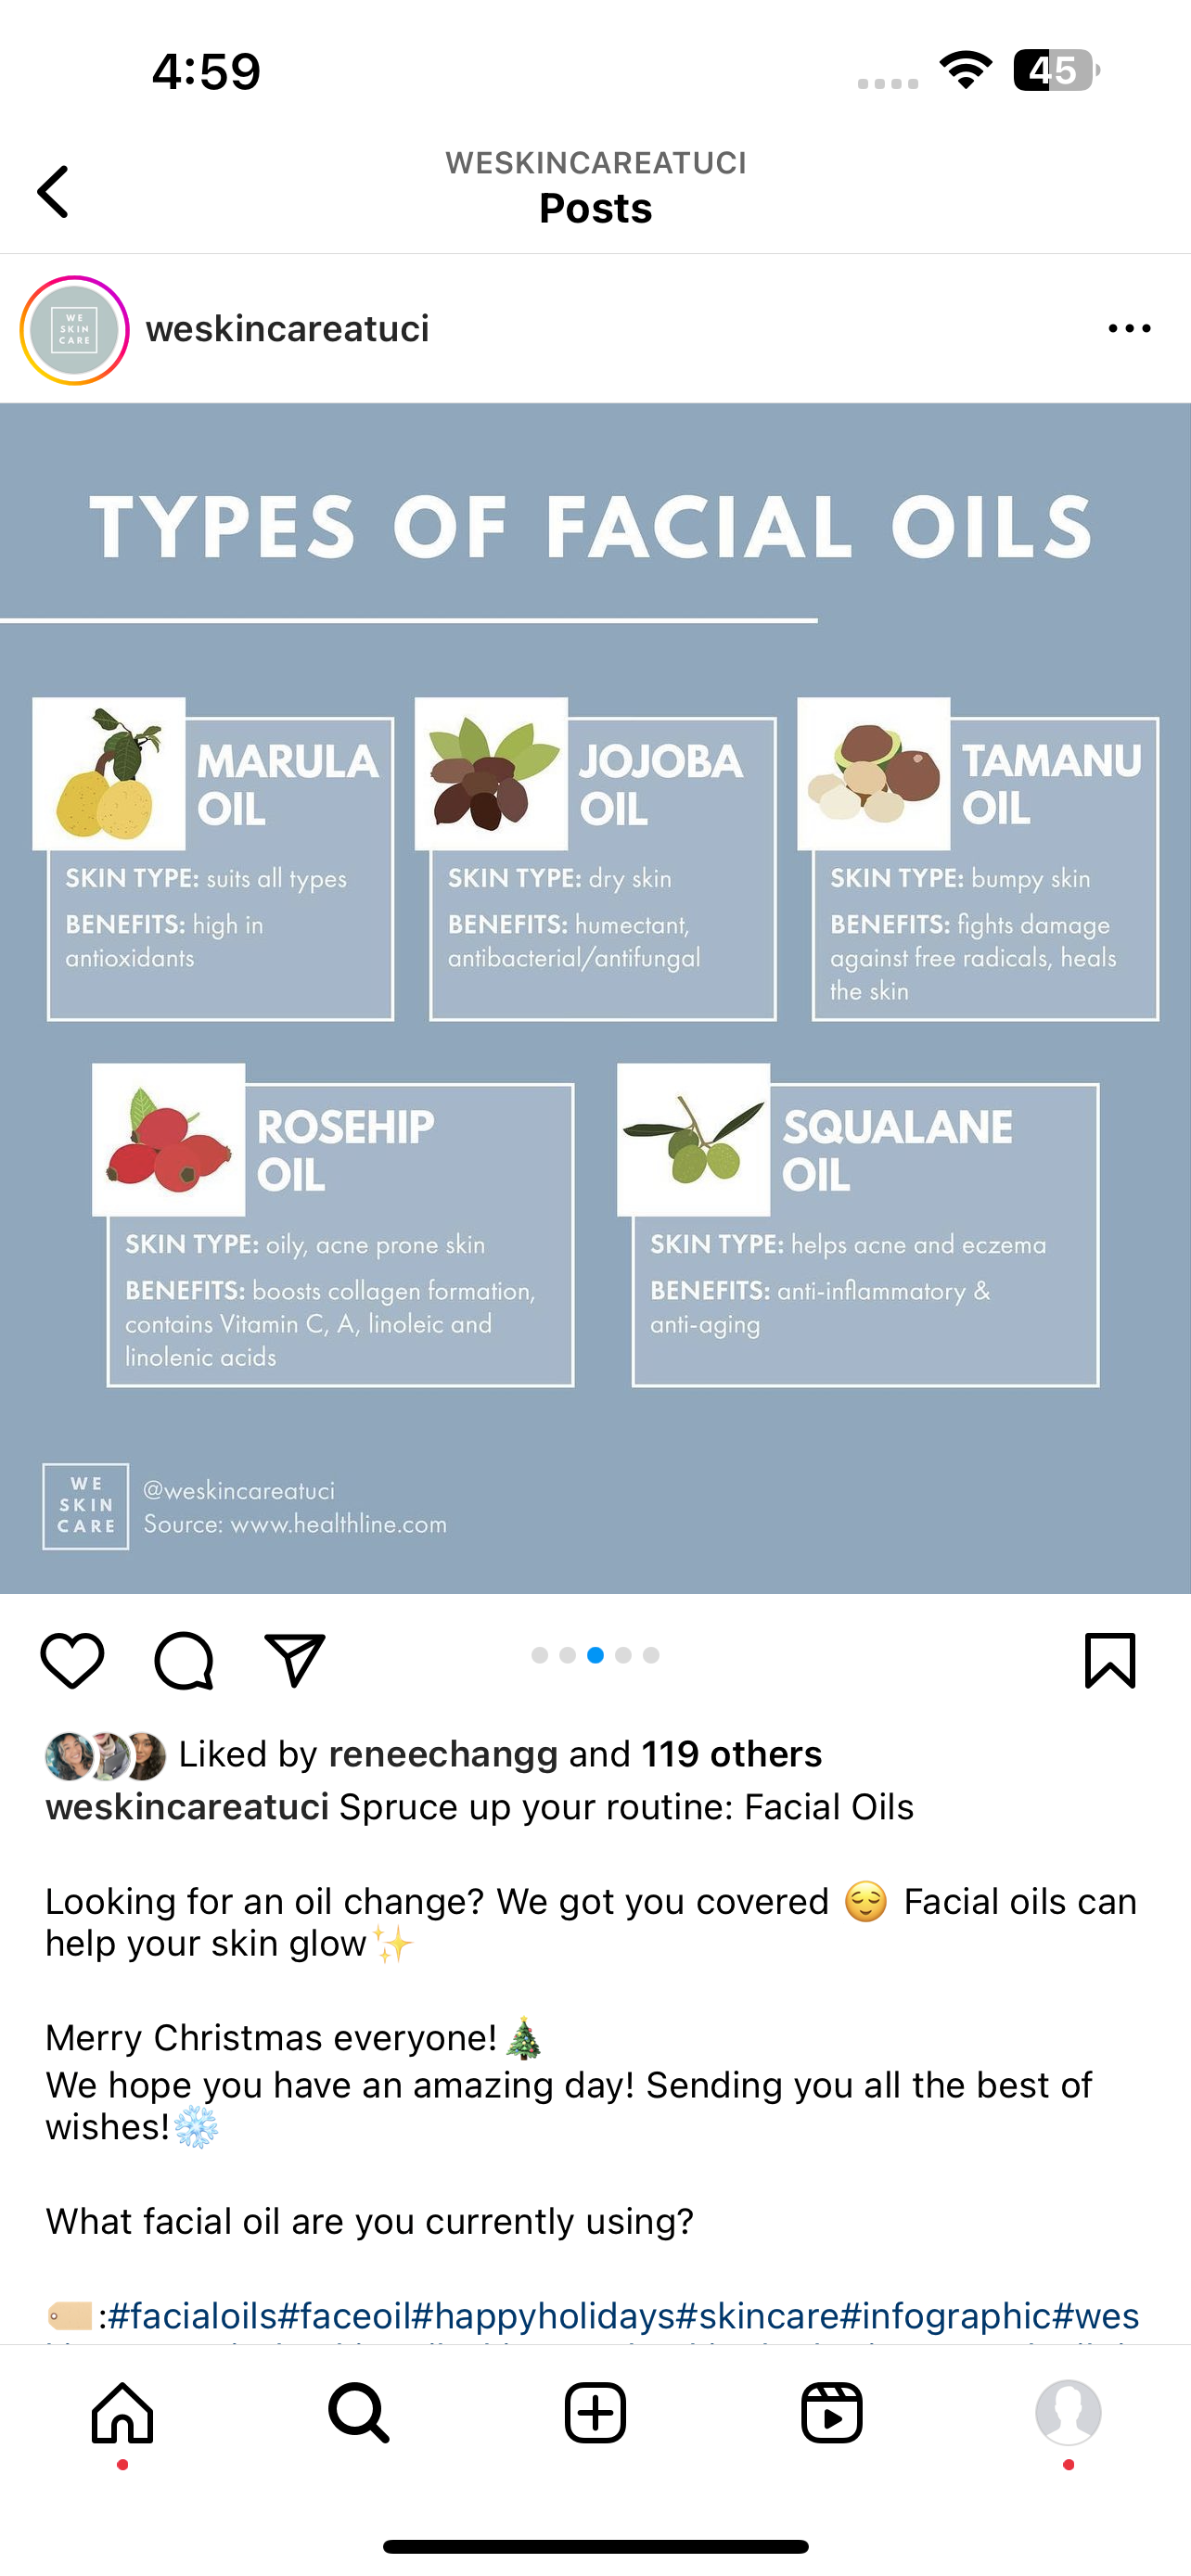 4:59
45
WESKINCAREATUCI
Posts
WE
SKIN
CARE
weskincareatuci
TYPES OF FACIAL OILS
MARULA
OIL
SKIN TYPE: suits all types
BENEFITS: high in
antioxidants
JOJOBA
OIL
SKIN TYPE: dry skin
BENEFITS: humectant,
antibacterial/antifungal
TAMANU
OIL
SKIN TYPE: bumpy skin
BENEFITS: fights damage
against free radicals, heals
the skin
ROSEHIP
OIL
SKIN TYPE: oily, acne prone skin
BENEFITS: boosts collagen formation,
contains Vitamin C, A, linoleic and
linolenic acids
SQUALANE
OIL
SKIN TYPE: helps acne and eczema
BENEFITS: anti-inflammatory &
anti-aging
WE
SKIN
CARE
@weskincareatuci
Source: www.healthline.com
Liked by reneechangg and 119 others
weskincareatuci Spruce up your routine: Facial Oils
Looking for an oil change? We got you covered 😌 Facial oils can
help your skin glow✨
Merry Christmas everyone!🎄
We hope you have an amazing day! Sending you all the best of
wishes!❄️
What facial oil are you currently using?
🏷️:#facialoils#faceoil#happyholidays#skincare#infographic#wes